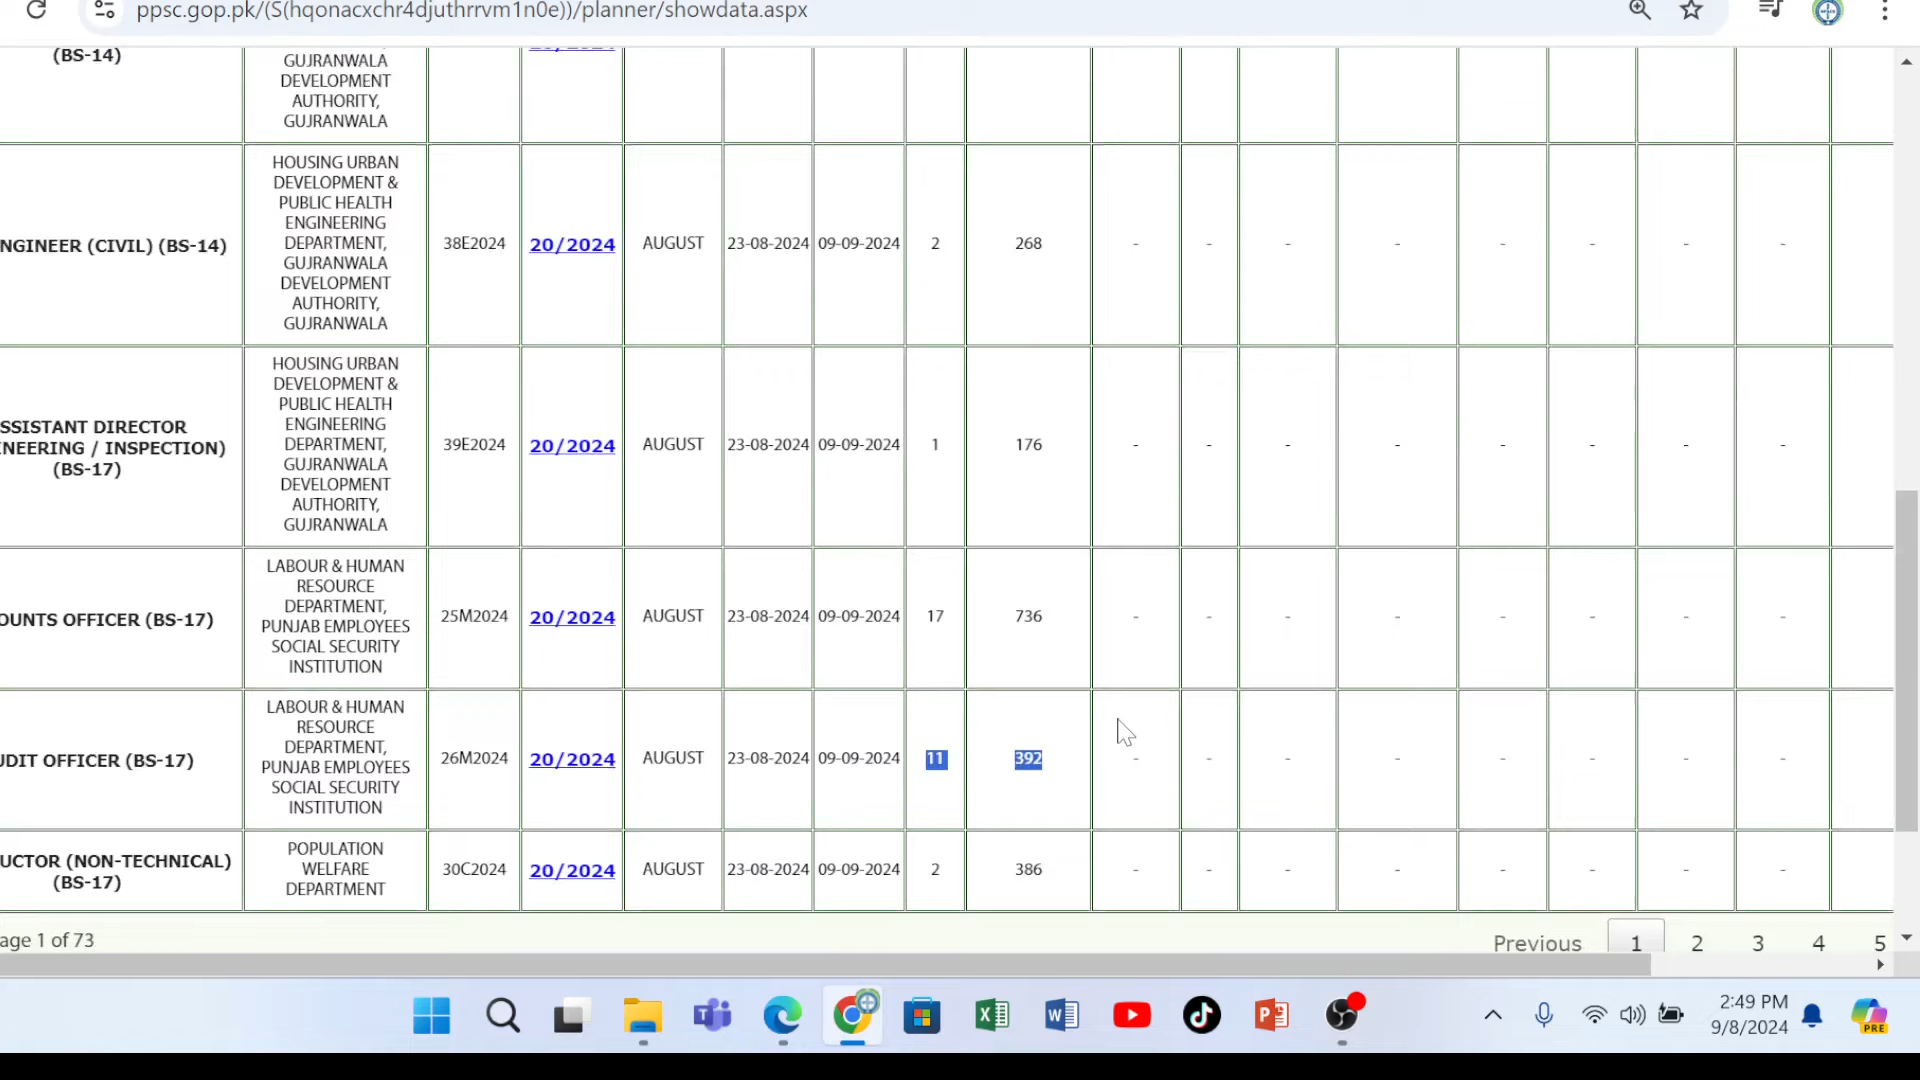 ppsc.gop.pk/(S(hqonacxchr4djuthrrvm1n0e))/planner/showdata.aspx
(BS-14)
GUJRANWALA
DEVELOPMENT
AUTHORITY,
GUJRANWALA
NGINEER (CIVIL) (BS-14)
HOUSING URBAN
DEVELOPMENT &
PUBLIC HEALTH
ENGINEERING
DEPARTMENT,
GUJRANWALA
DEVELOPMENT
AUTHORITY,
GUJRANWALA
38E2024 20/2024 AUGUST 23-08-2024 09-09-2024 2 268 - - - - - - - -
SSISTANT DIRECTOR
NEERING / INSPECTION)
(BS-17)
HOUSING URBAN
DEVELOPMENT &
PUBLIC HEALTH
ENGINEERING
DEPARTMENT,
GUJRANWALA
DEVELOPMENT
AUTHORITY,
GUJRANWALA
39E2024 20/2024 AUGUST 23-08-2024 09-09-2024 1 176 - - - - - - - -
OUNTS OFFICER (BS-17)
LABOUR & HUMAN
RESOURCE
DEPARTMENT,
PUNJAB EMPLOYEES
SOCIAL SECURITY
INSTITUTION
25M2024 20/2024 AUGUST 23-08-2024 09-09-2024 17 736 - - - - - - - -
UDIT OFFICER (BS-17)
LABOUR & HUMAN
RESOURCE
DEPARTMENT,
PUNJAB EMPLOYEES
SOCIAL SECURITY
INSTITUTION
26M2024 20/2024 AUGUST 23-08-2024 09-09-2024 11 392 - - - - - - - -
UCTOR (NON-TECHNICAL)
(BS-17)
POPULATION
WELFARE
DEPARTMENT
30C2024 20/2024 AUGUST 23-08-2024 09-09-2024 2 386 - - - - - - - -
age 1 of 73
Previous 1 2 3 4 5
2:49 PM
9/8/2024
PRE